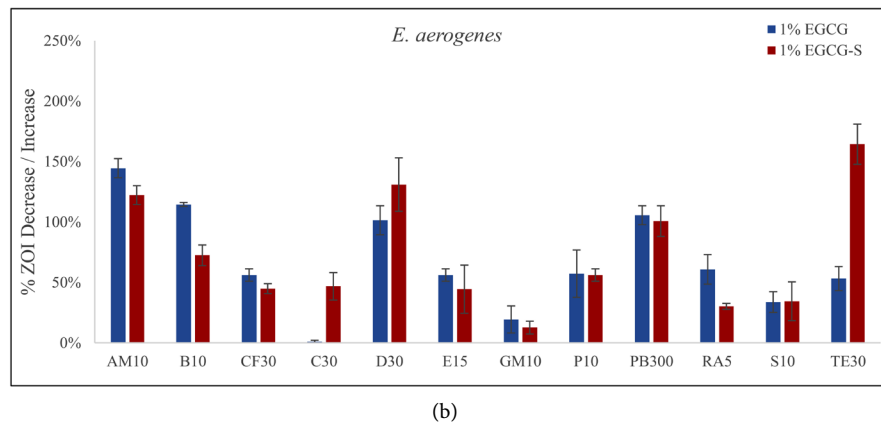 E. aerogenes
1% EGCG
1% EGCG-S
% ZOI Decrease / Increase
250%
200%
150%
100%
50%
0%
AM10 B10 CF30 C30 D30 E15 GM10 P10 PB300 RA5 S10 TE30
(b)